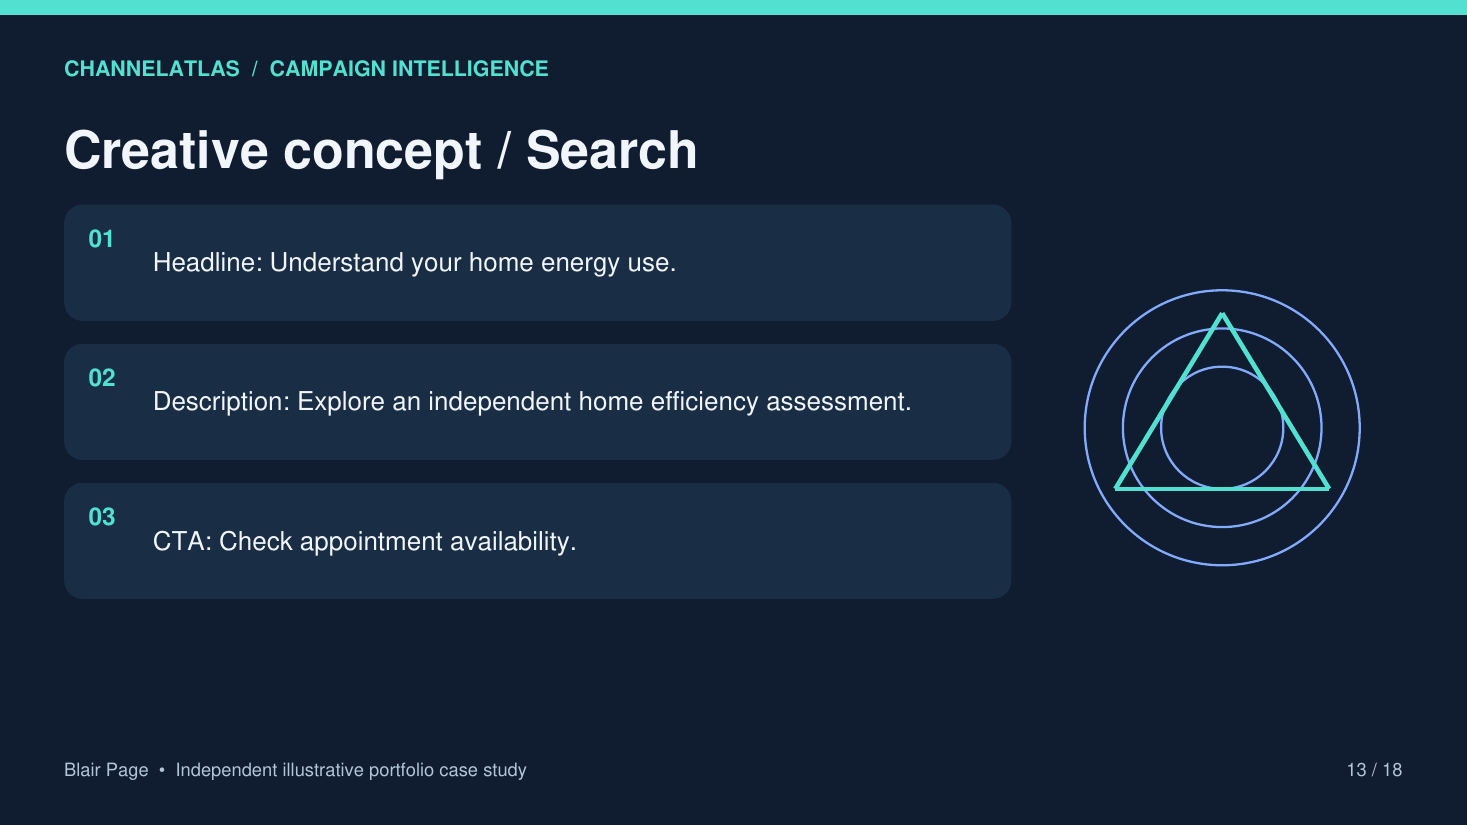 CHANNELATLAS / CAMPAIGN INTELLIGENCE
Creative concept / Search
01
Headline: Understand your home energy use.
02
Description: Explore an independent home efficiency assessment.
03
CTA: Check appointment availability.
Blair Page • Independent illustrative portfolio case study
13 / 18